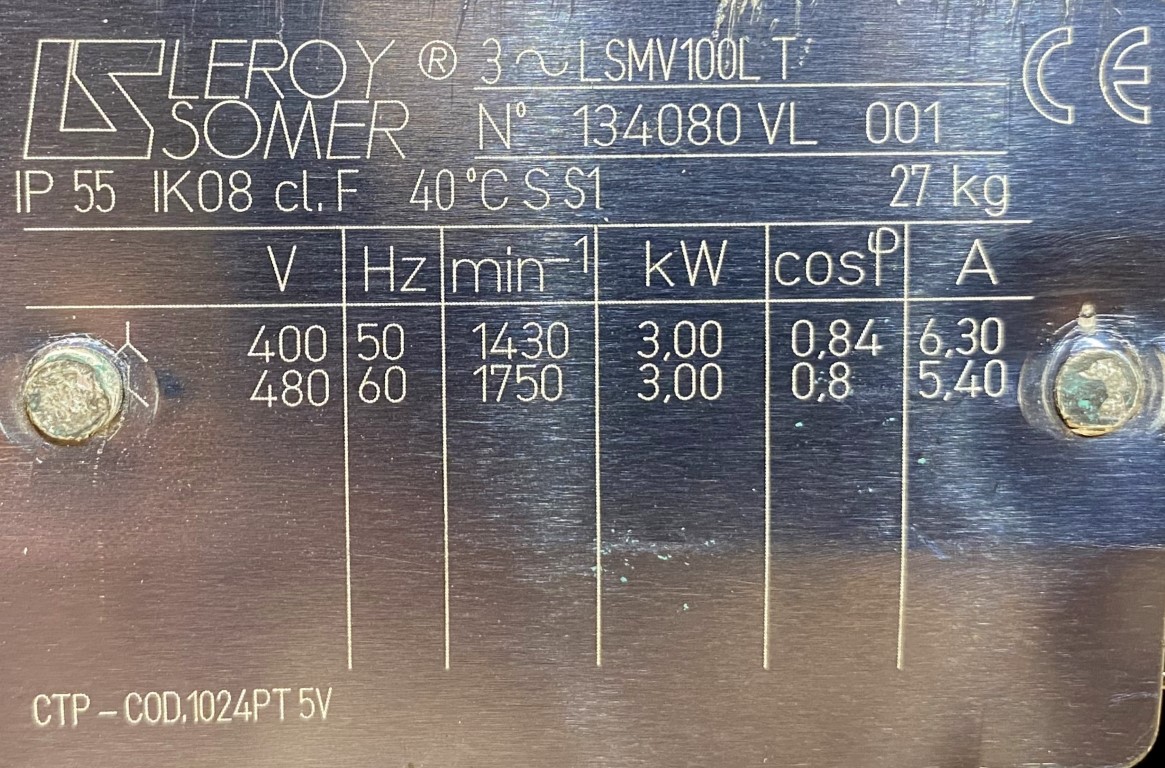 LS LEROY® 3~ LSMV100L T CE
SOMER N° 134080 VL 001
IP 55 IK08 cl.F 40°C S S1 27 kg
V Hz min⁻¹ kW cosφ A
400 50 1430 3,00 0,84 6,30
480 60 1750 3,00 0,8 5,40
CTP - COD.1024PT 5V